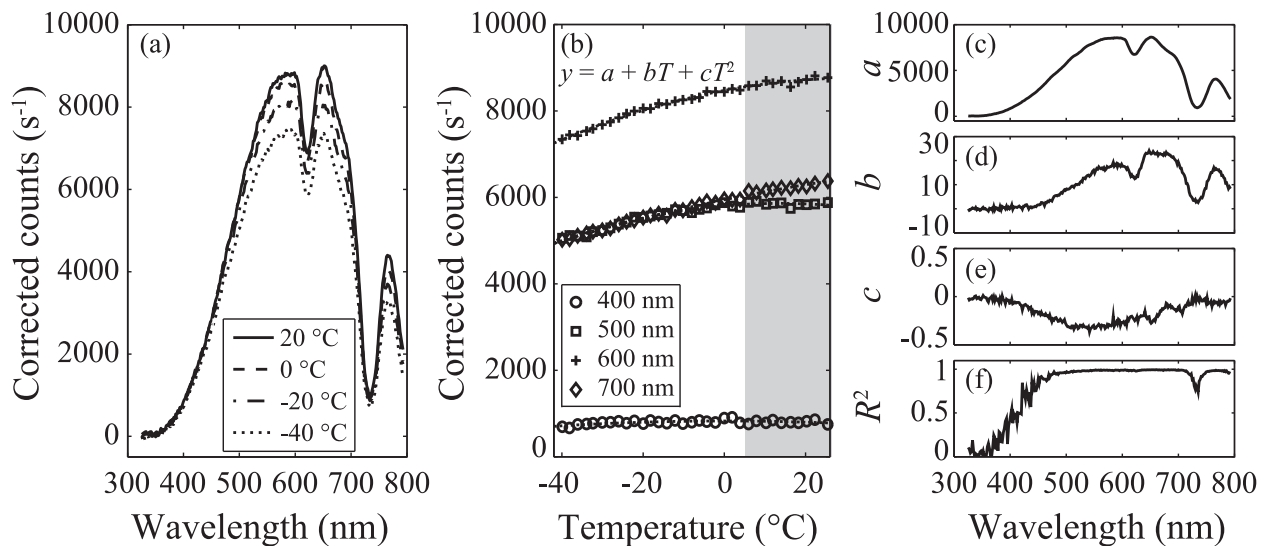 (a)
Corrected counts (s⁻¹)
10000
8000
6000
4000
2000
0
20 °C
0 °C
-20 °C
-40 °C
300 400 500 600 700 800
Wavelength (nm)
(b)
y = a + bT + cT²
Corrected counts (s⁻¹)
10000
8000
6000
4000
2000
0
400 nm
500 nm
600 nm
700 nm
-40 -20 0 20
Temperature (°C)
(c)
a
10000
5000
0
(d)
b
30
10
-10
(e)
c
0.5
0
-0.5
(f)
R²
1
0.5
0
300 400 500 600 700 800
Wavelength (nm)